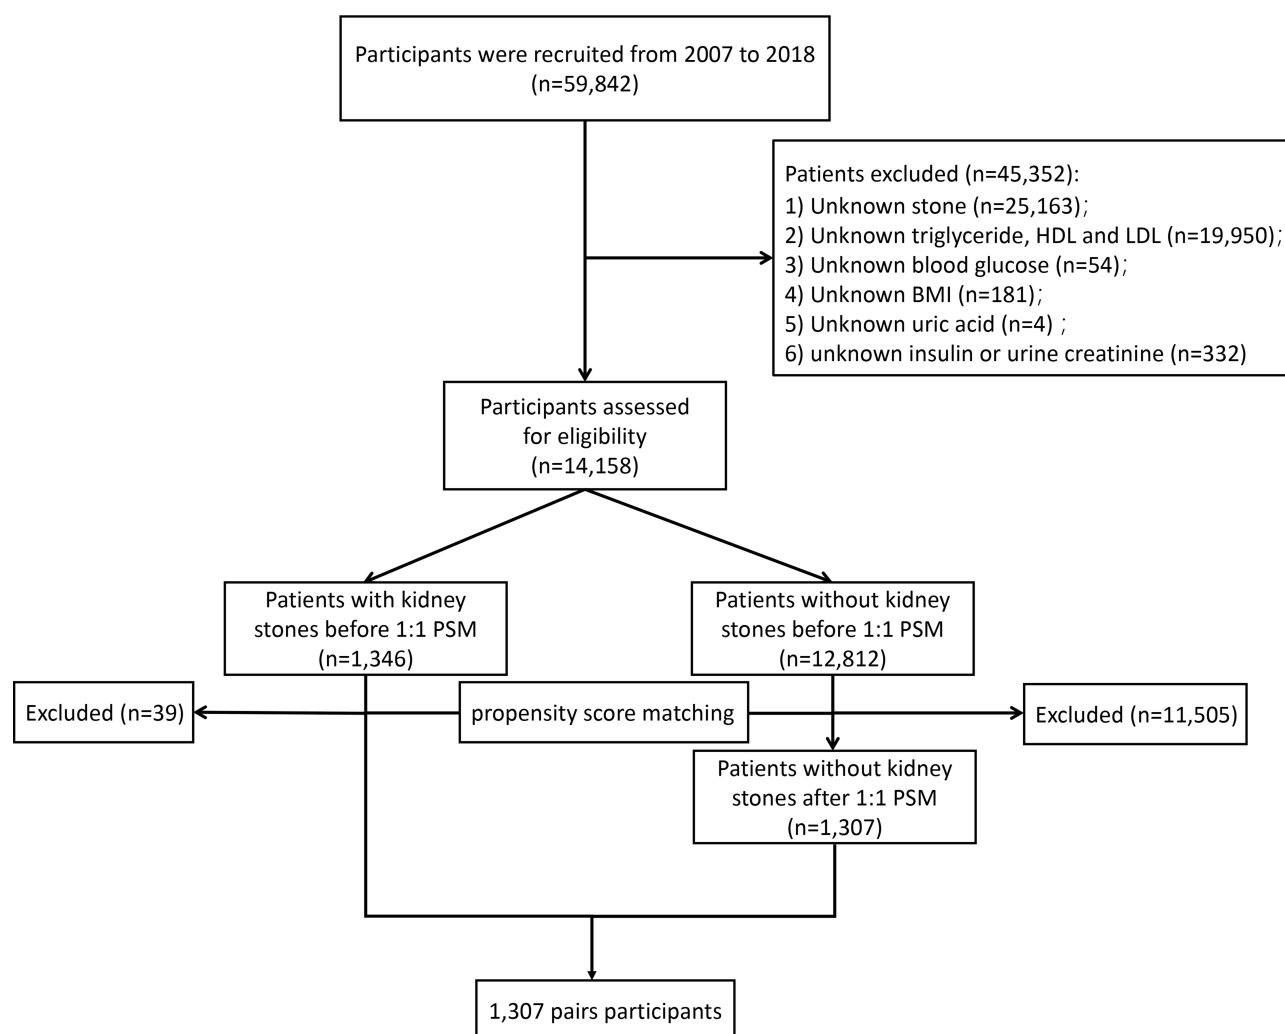 Participants were recruited from 2007 to 2018
(n=59,842)
Patients excluded (n=45,352):
1) Unknown stone (n=25,163);
2) Unknown triglyceride, HDL and LDL (n=19,950);
3) Unknown blood glucose (n=54);
4) Unknown BMI (n=181);
5) Unknown uric acid (n=4) ;
6) unknown insulin or urine creatinine (n=332)
Participants assessed
for eligibility
(n=14,158)
Patients with kidney
stones before 1:1 PSM
(n=1,346)
Patients without kidney
stones before 1:1 PSM
(n=12,812)
Excluded (n=39)
propensity score matching
Excluded (n=11,505)
Patients without kidney
stones after 1:1 PSM
(n=1,307)
1,307 pairs participants